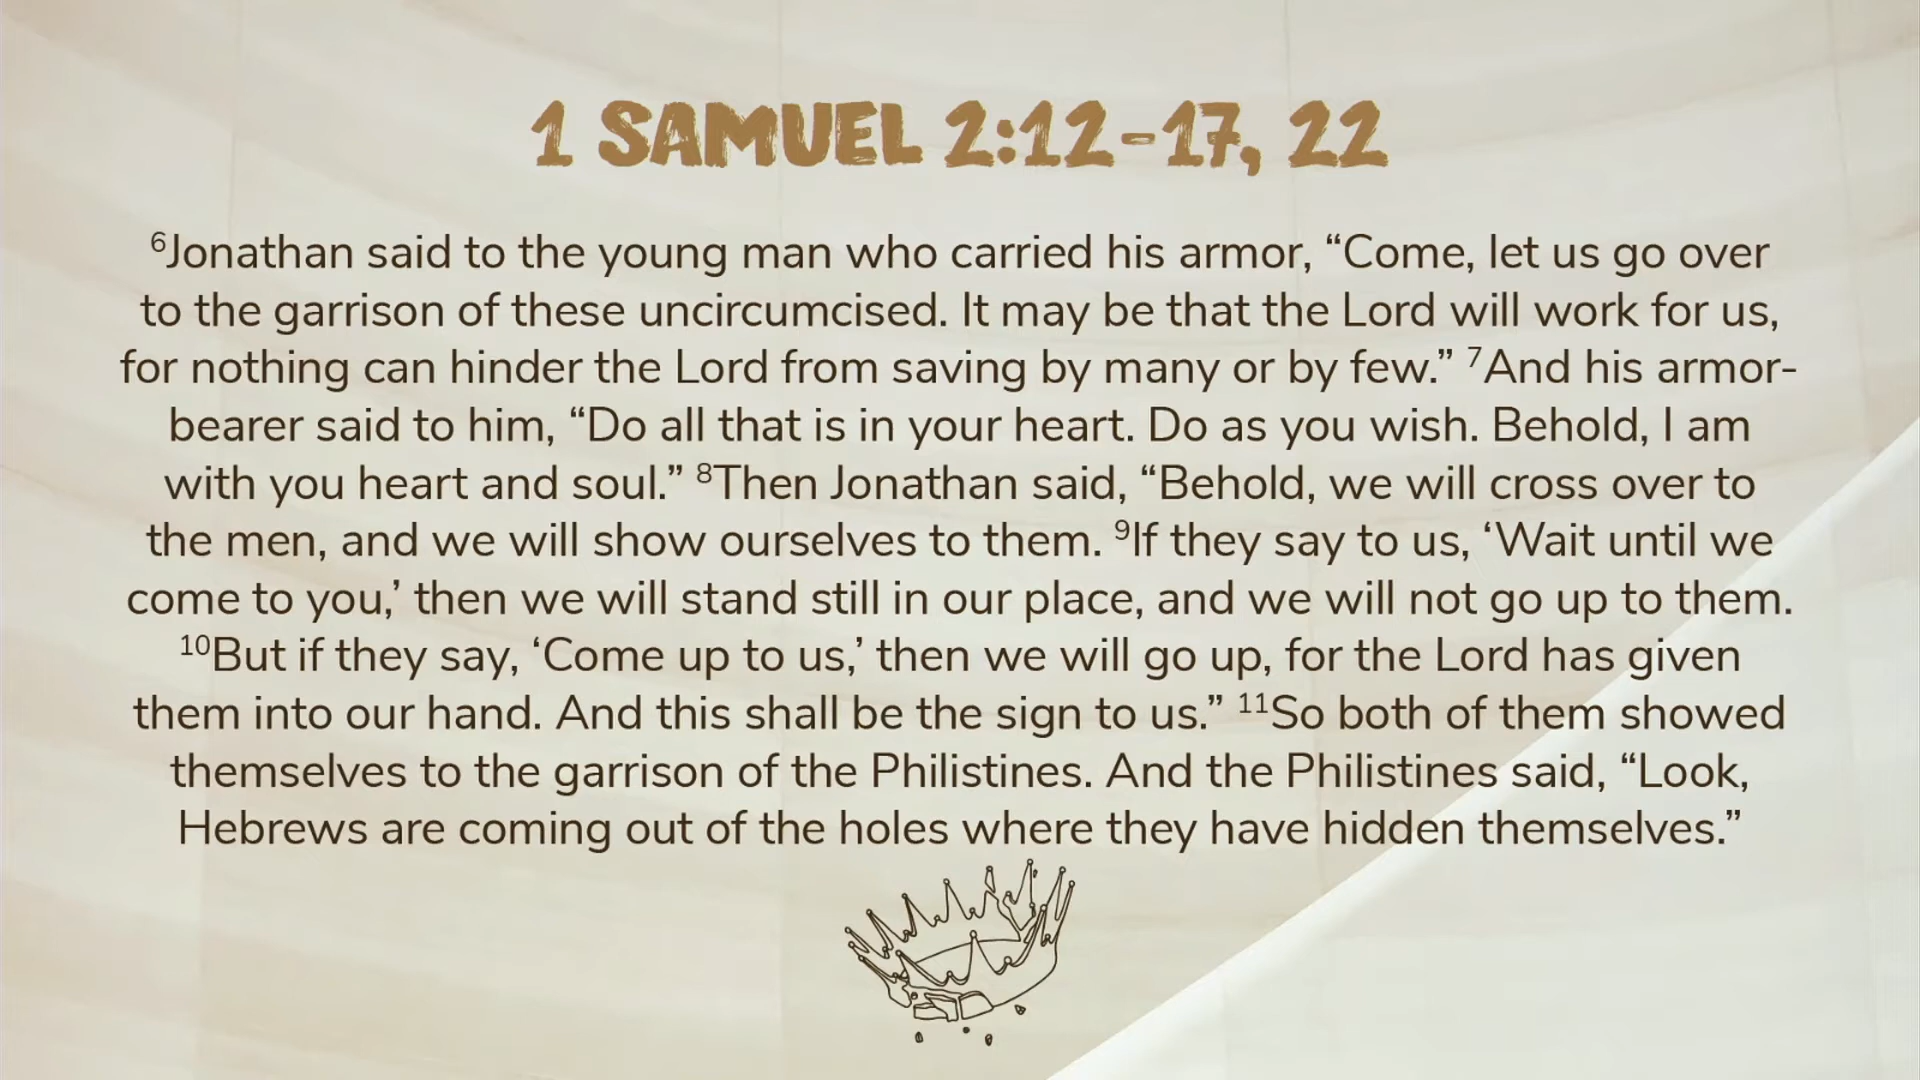 1 SAMUEL 2:12-17, 22
⁶Jonathan said to the young man who carried his armor, “Come, let us go over
to the garrison of these uncircumcised. It may be that the Lord will work for us,
for nothing can hinder the Lord from saving by many or by few.” ⁷And his armor-
bearer said to him, “Do all that is in your heart. Do as you wish. Behold, I am
with you heart and soul.” ⁸Then Jonathan said, “Behold, we will cross over to
the men, and we will show ourselves to them. ⁹If they say to us, ‘Wait until we
come to you,’ then we will stand still in our place, and we will not go up to them.
¹⁰But if they say, ‘Come up to us,’ then we will go up, for the Lord has given
them into our hand. And this shall be the sign to us.” ¹¹So both of them showed
themselves to the garrison of the Philistines. And the Philistines said, “Look,
Hebrews are coming out of the holes where they have hidden themselves.”